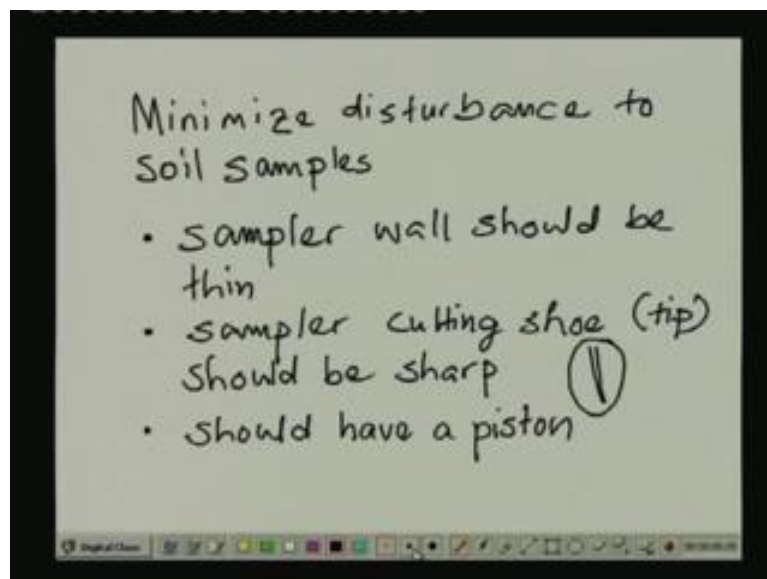 Minimize disturbance to
soil samples
• sampler wall should be
thin
• sampler cutting shoe (tip)
should be sharp
• should have a piston